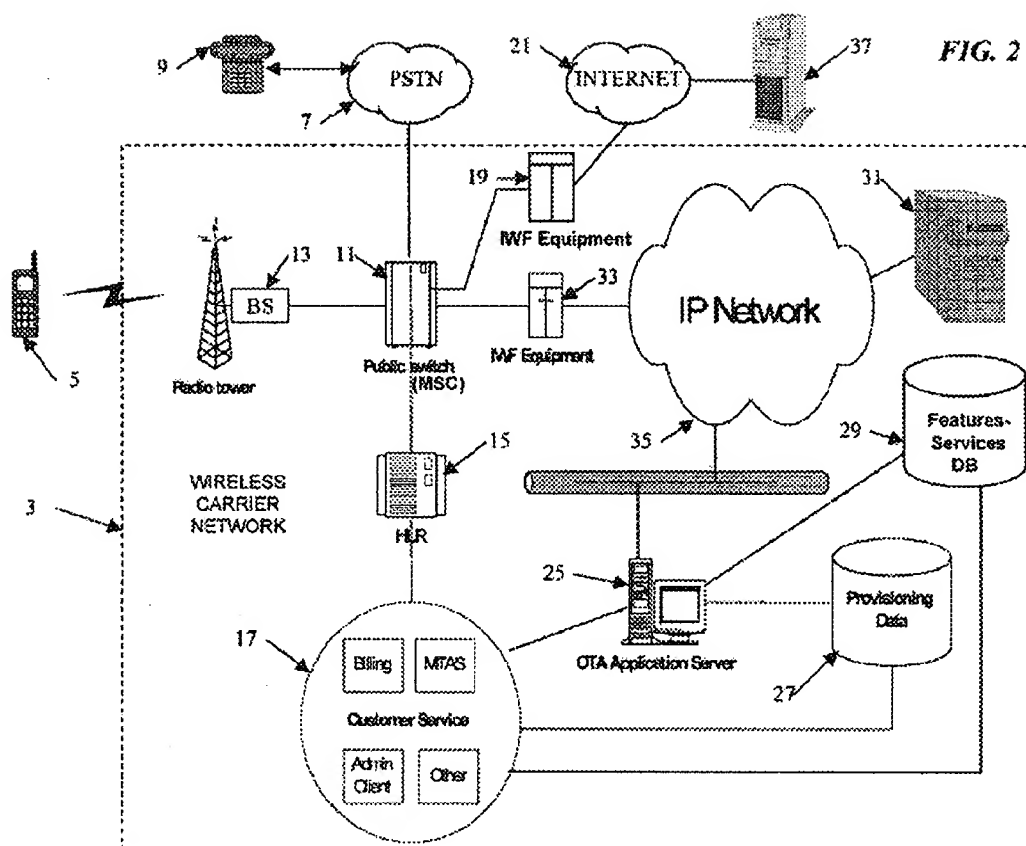 FIG. 2
9
7
PSTN
21
INTERNET
37
19
IWF Equipment
31
13
11
BS
33
IP Network
5
Radio tower
Public switch
(MSC)
IWF Equipment
35
29
Features-
Services
DB
15
3
WIRELESS
CARRIER
NETWORK
HLR
25
Provisioning
Data
17
OTA Application Server
27
Billing
MTAS
Customer Service
Admin
Client
Other